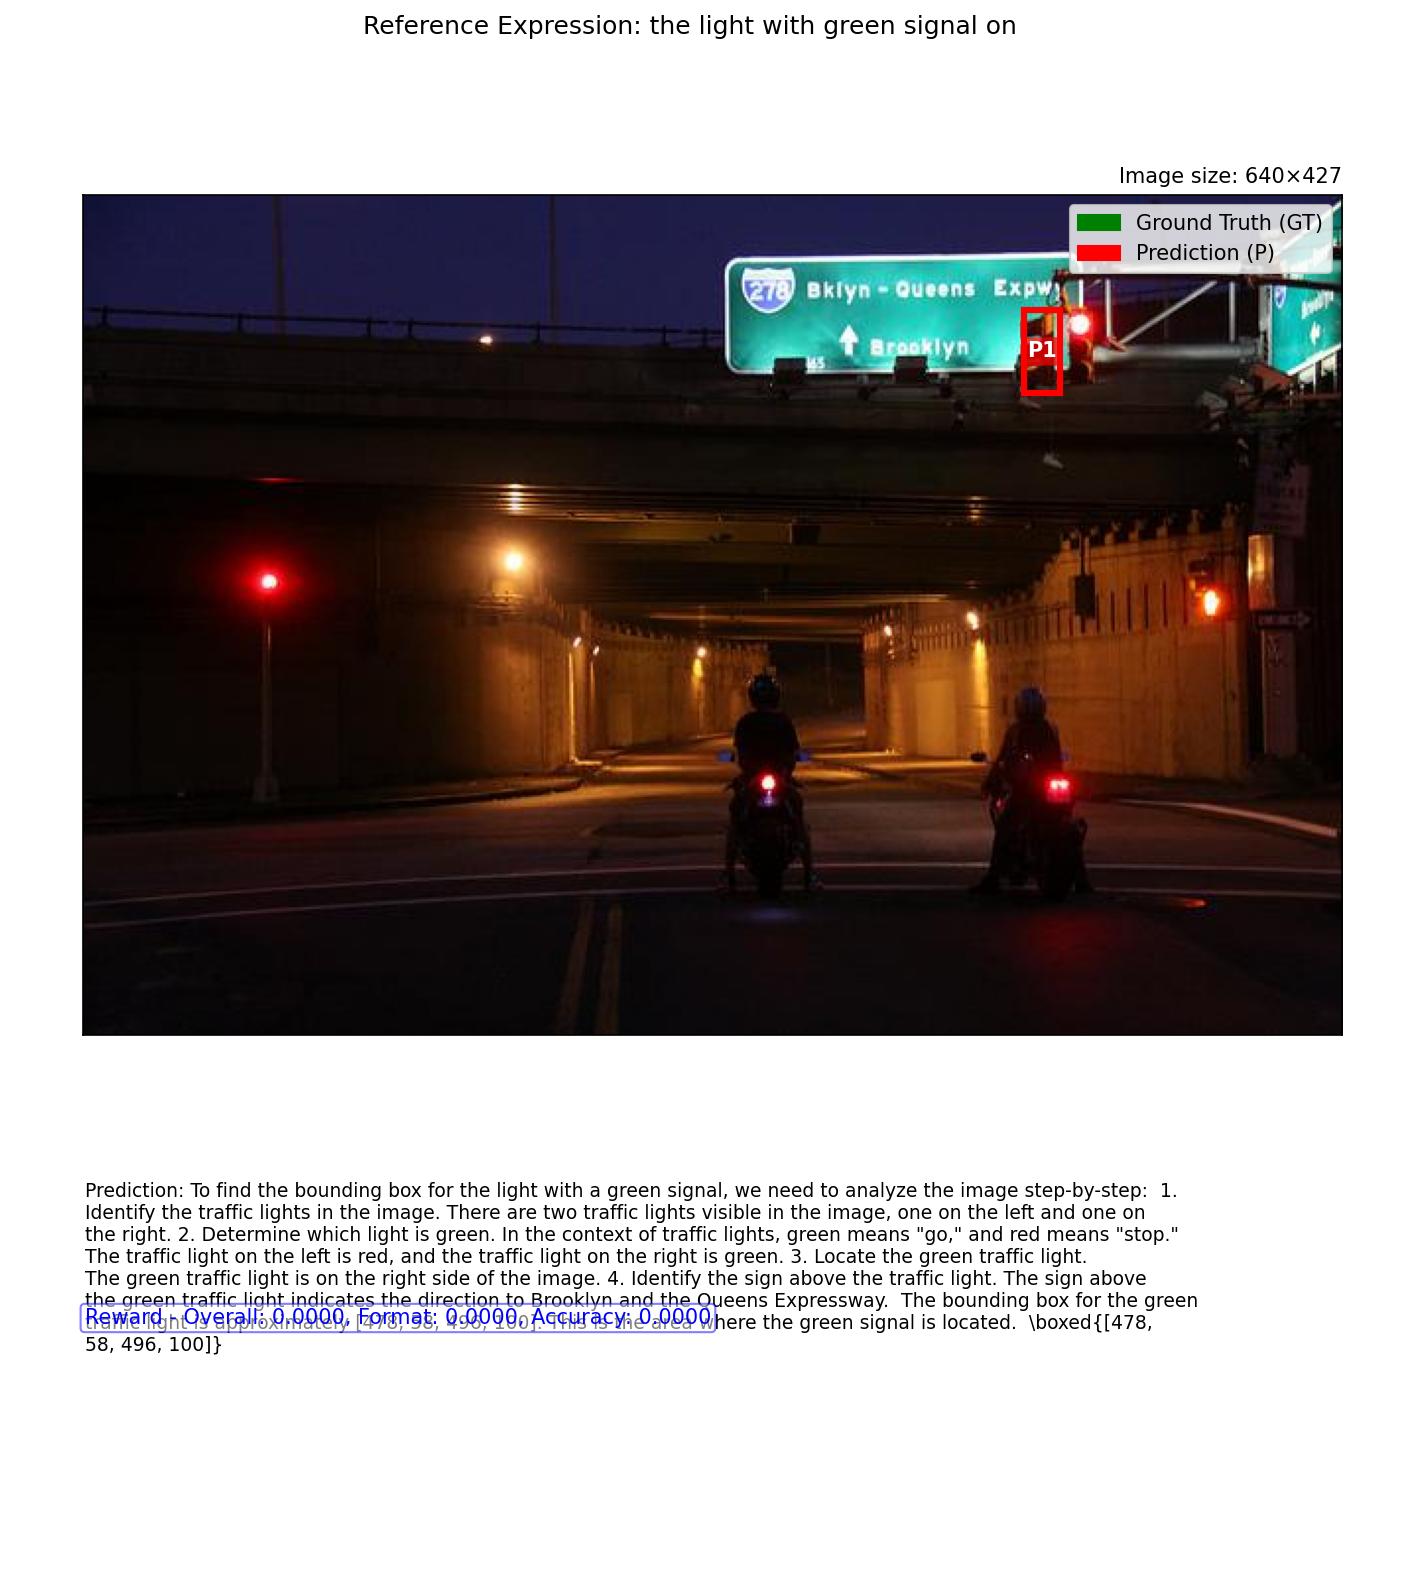 Reference Expression: the light with green signal on
Image size: 640×427
Ground Truth (GT)
Prediction (P)
278 Bklyn - Queens Expwy
Brooklyn
P1
Prediction: To find the bounding box for the light with a green signal, we need to analyze the image step-by-step:  1.
Identify the traffic lights in the image. There are two traffic lights visible in the image, one on the left and one on
the right. 2. Determine which light is green. In the context of traffic lights, green means "go," and red means "stop."
The traffic light on the left is red, and the traffic light on the right is green. 3. Locate the green traffic light.
The green traffic light is on the right side of the image. 4. Identify the sign above the traffic light. The sign above
the green traffic light indicates the direction to Brooklyn and the Queens Expressway.  The bounding box for the green
Reward - Overall: 0.0000, Format: 0.0000, Accuracy: 0.0000
traffic light is approximately [478, 58, 496, 100]. This is the area where the green signal is located.  \boxed{[478,
58, 496, 100]}